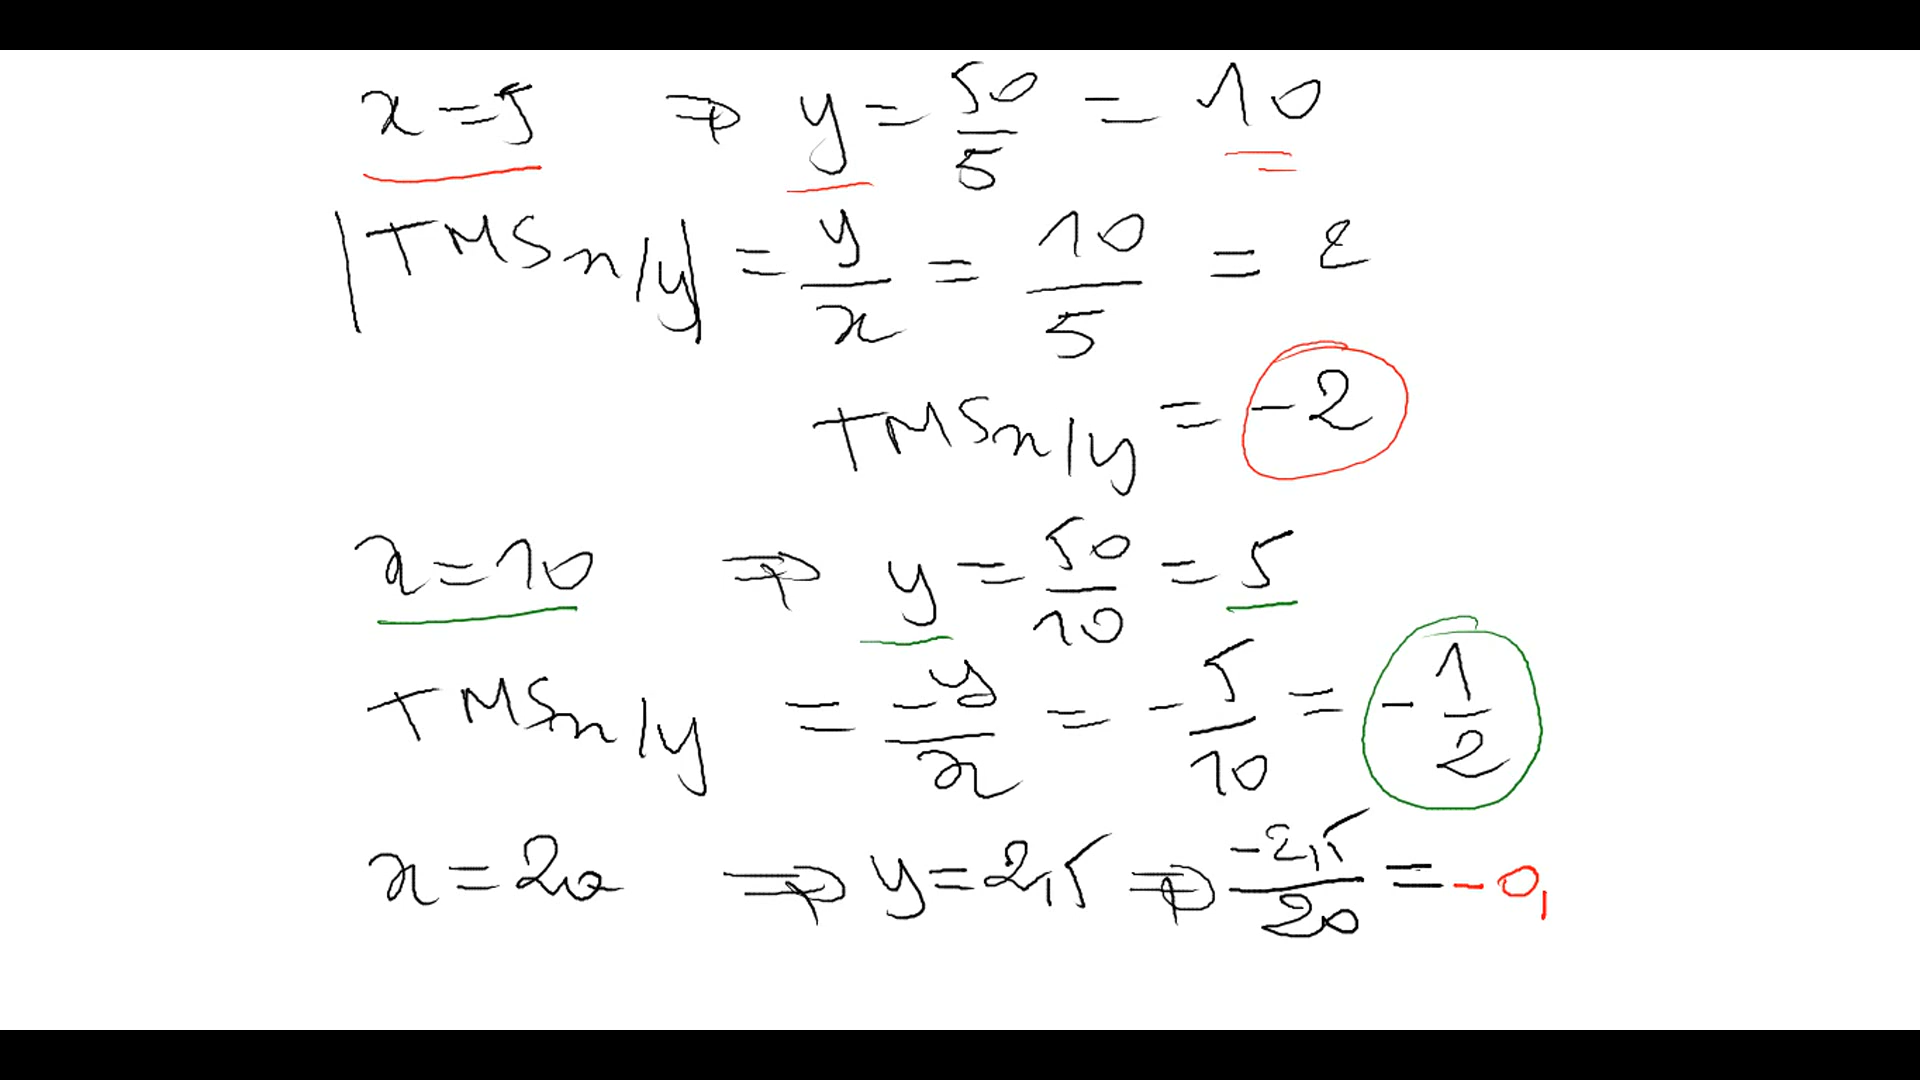 x = 5 ⇒ y = 50/5 = 10
|TMSx/y| = y/x = 10/5 = 2
TMSx/y = -2
x = 10 ⇒ y = 50/10 = 5
TMSx/y = -y/x = -5/10 = -1/2
x = 20 ⇒ y = 2,5 ⇒ -2,5/20 = -0,